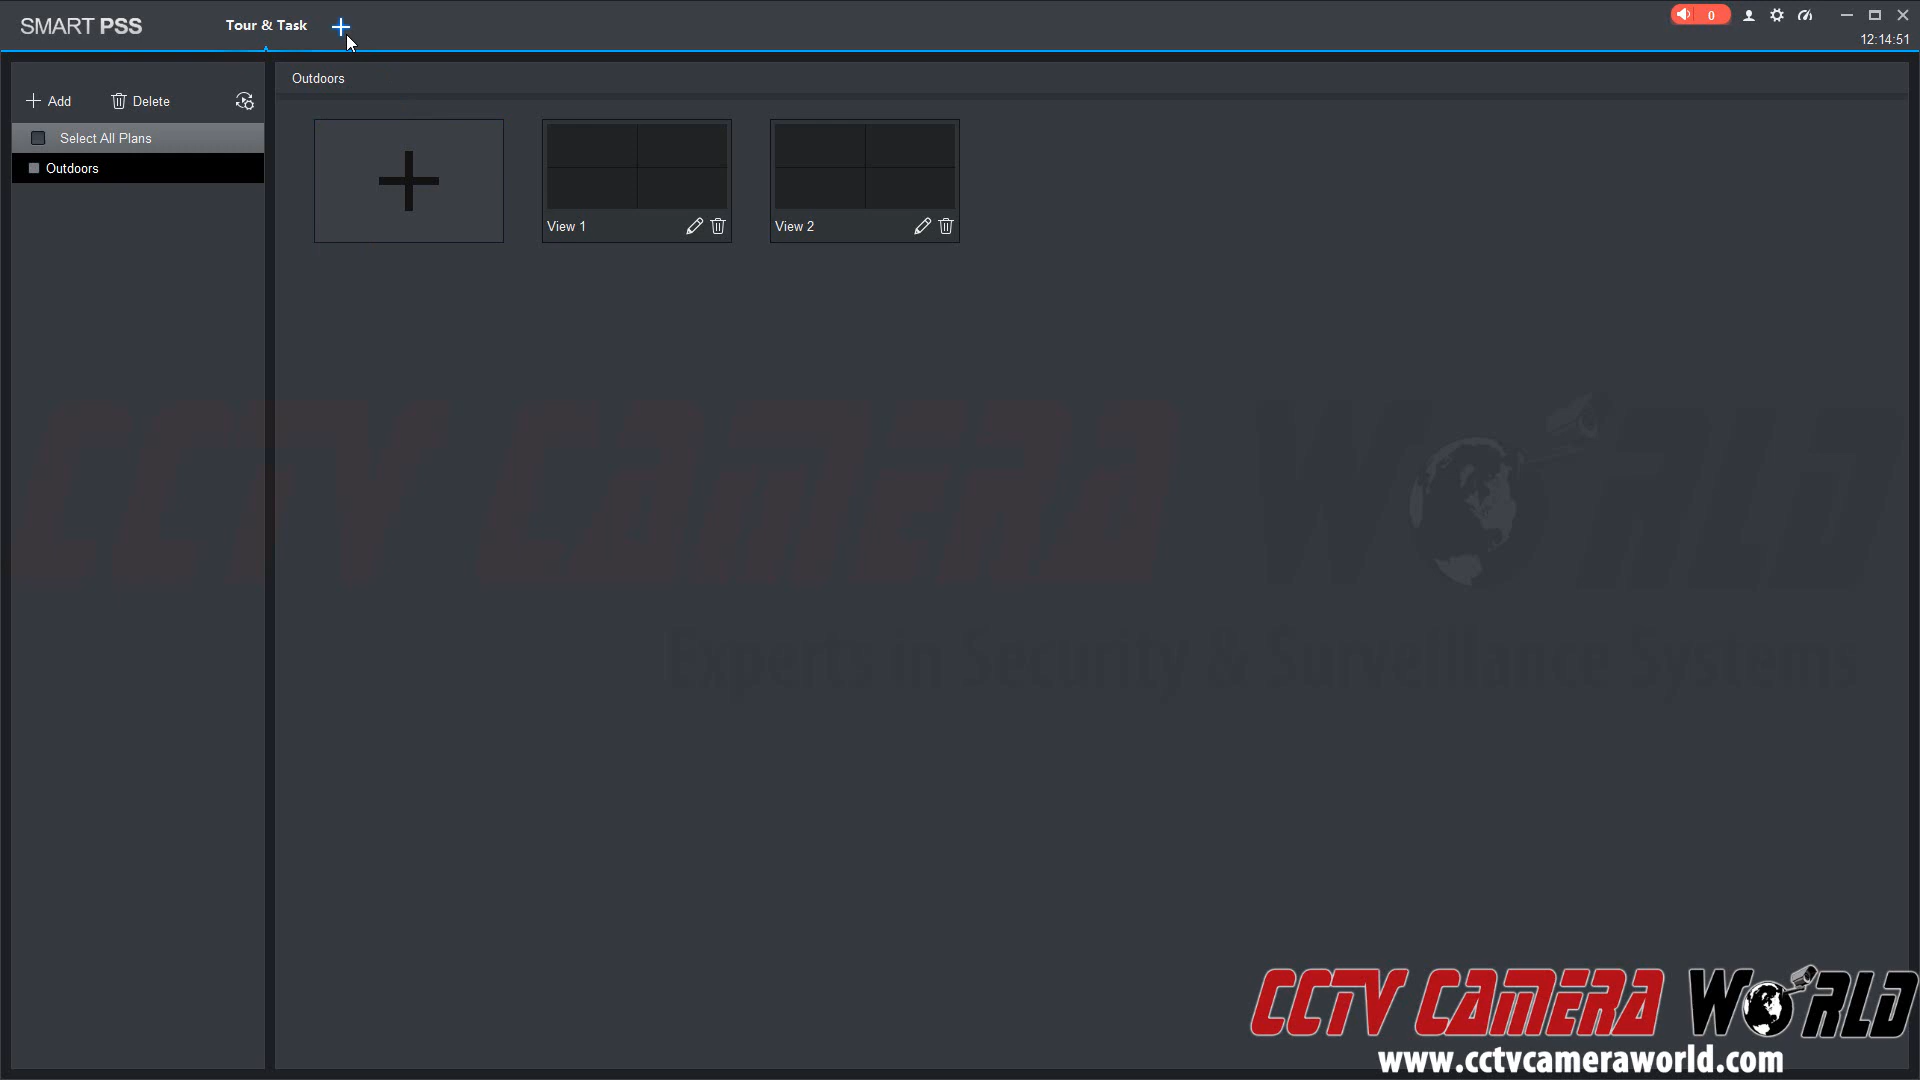 SMART PSS
Tour & Task
0
12:14:51
Add
Delete
Select All Plans
Outdoors
Outdoors
View 1
View 2
CCTV CAMERA WORLD
Experts in Security & Surveillance Systems
CCTV CAMERA WORLD
www.cctvcameraworld.com